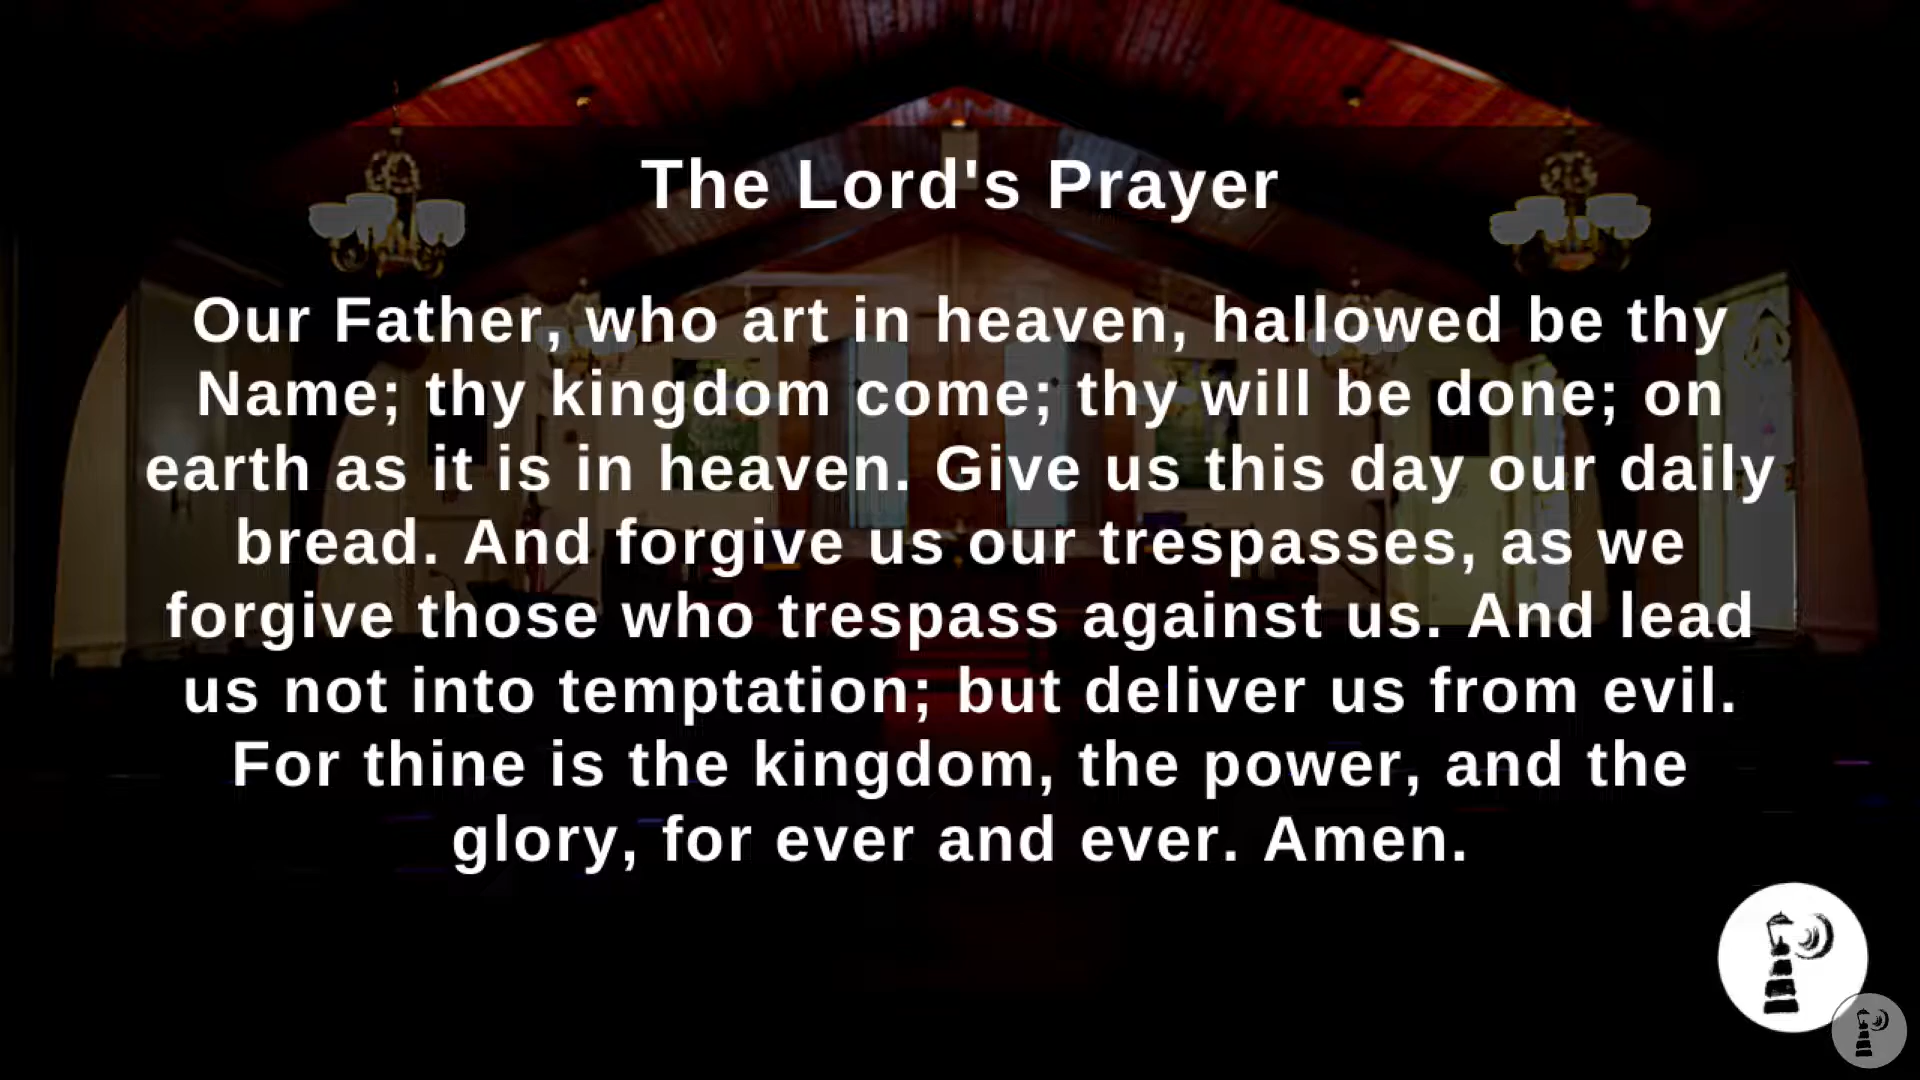 The Lord's Prayer
Our Father, who art in heaven, hallowed be thy
Name; thy kingdom come; thy will be done; on
earth as it is in heaven. Give us this day our daily
bread. And forgive us our trespasses, as we
forgive those who trespass against us. And lead
us not into temptation; but deliver us from evil.
For thine is the kingdom, the power, and the
glory, for ever and ever. Amen.